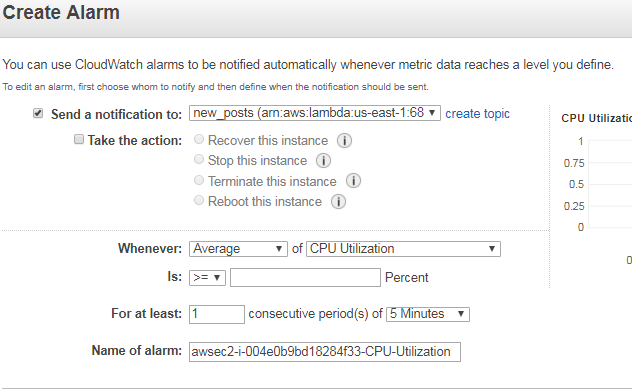 Create Alarm
You can use CloudWatch alarms to be notified automatically whenever metric data reaches a level you define.
To edit an alarm, first choose whom to notify and then define when the notification should be sent.
Send a notification to: new_posts (arn:aws:lambda:us-east-1:68 create topic
CPU Utilizatio
Take the action: Recover this instance i
Stop this instance i
Terminate this instance i
Reboot this instance i
1
0.75
0.5
0.25
0
0
Whenever: Average of CPU Utilization
Is: >= Percent
For at least: 1 consecutive period(s) of 5 Minutes
Name of alarm: awsec2-i-004e0b9bd18284f33-CPU-Utilization